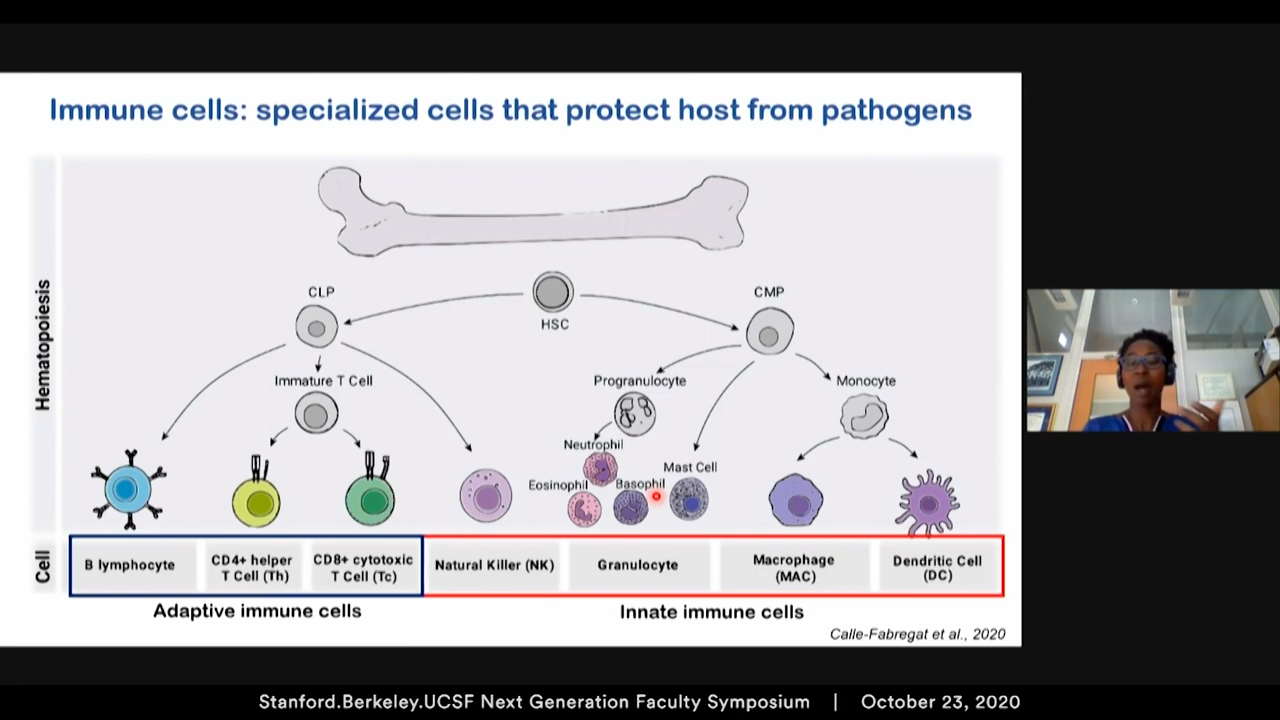 Immune cells: specialized cells that protect host from pathogens
Hematopoiesis
CLP
HSC
CMP
Immature T Cell
Progranulocyte
Monocyte
Neutrophil
Mast Cell
Eosinophil
Basophil
Cell
B lymphocyte
CD4+ helper
T Cell (Th)
CD8+ cytotoxic
T Cell (Tc)
Natural Killer (NK)
Granulocyte
Macrophage
(MAC)
Dendritic Cell
(DC)
Adaptive immune cells
Innate immune cells
Calle-Fabregat et al., 2020
Stanford.Berkeley.UCSF Next Generation Faculty Symposium | October 23, 2020